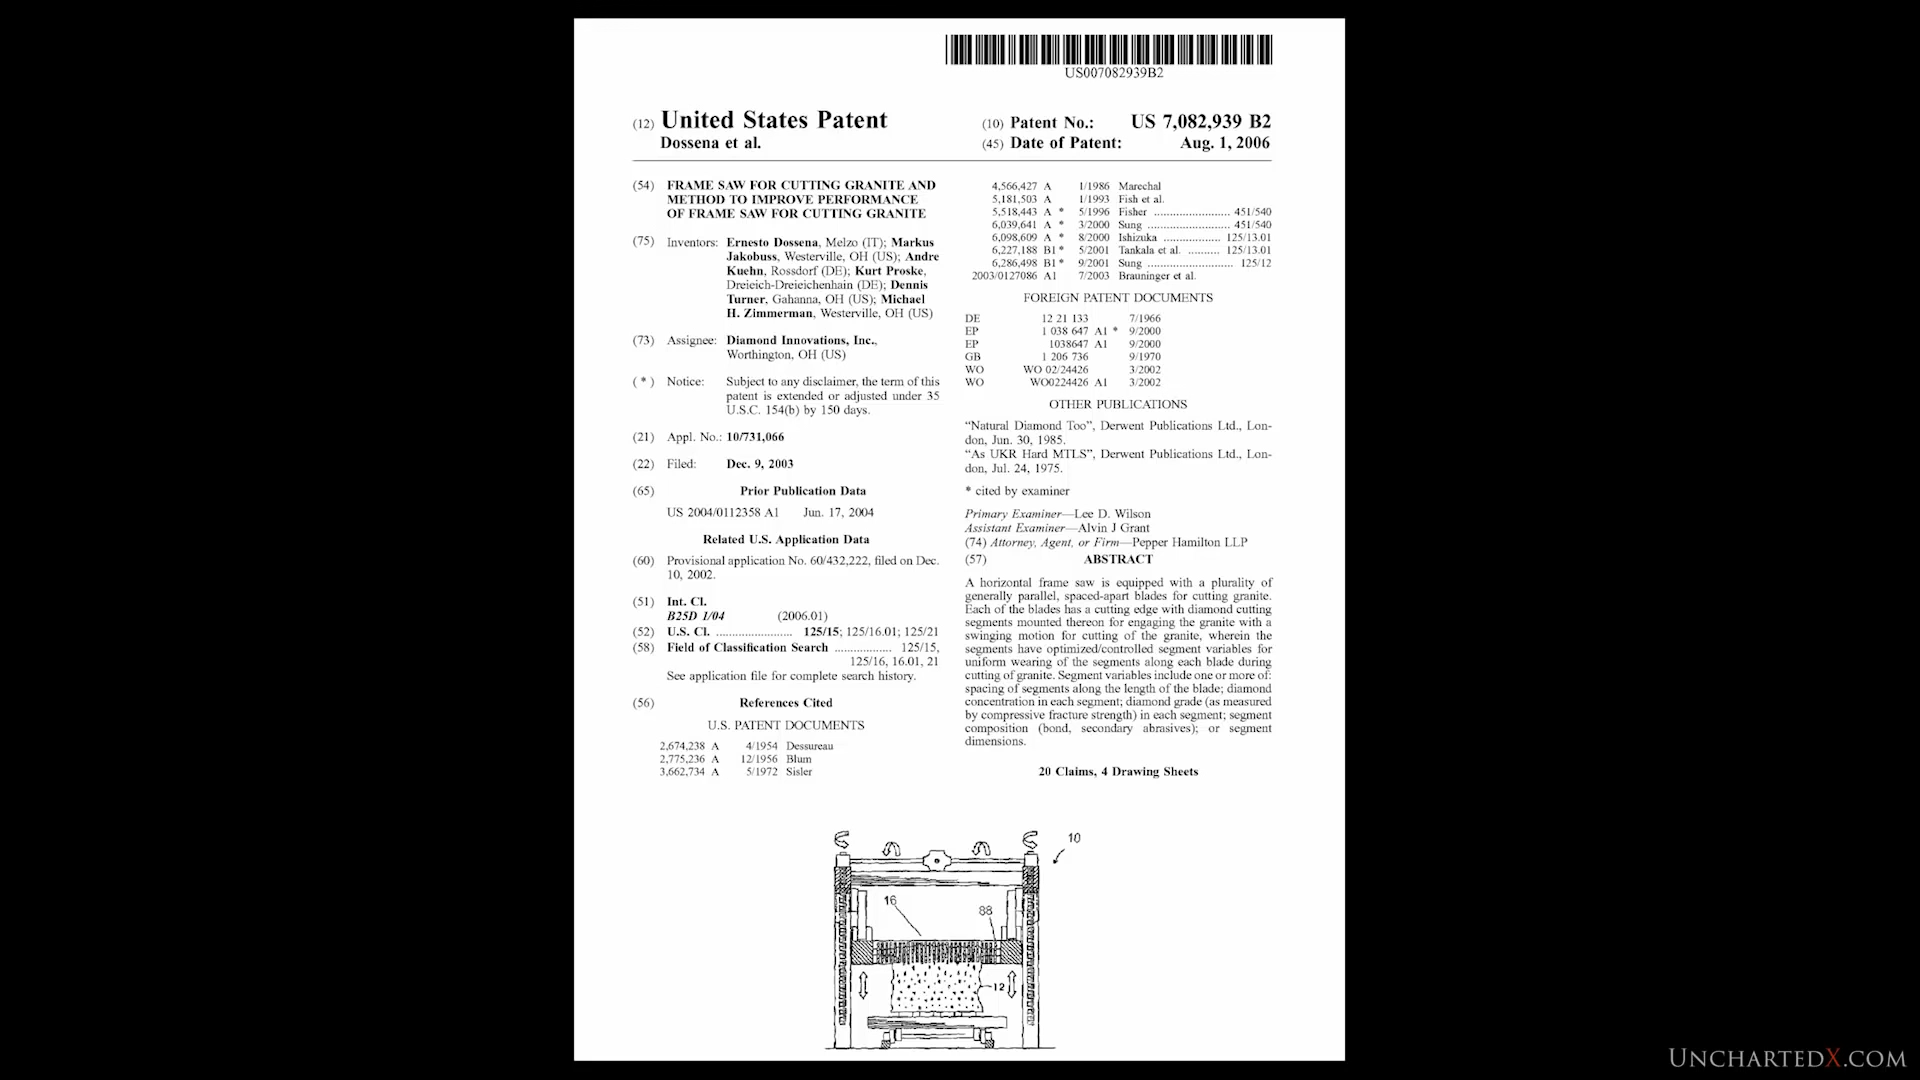 US007082939B2
(12) United States Patent
Dossena et al.
(10) Patent No.: US 7,082,939 B2
(45) Date of Patent: Aug. 1, 2006
(54) FRAME SAW FOR CUTTING GRANITE AND
METHOD TO IMPROVE PERFORMANCE
OF FRAME SAW FOR CUTTING GRANITE
(75) Inventors: Ernesto Dossena, Melzo (IT); Markus
Jakobuss, Westerville, OH (US); Andre
Kuehn, Rossdorf (DE); Kurt Proske,
Dreieich-Dreieichenhain (DE); Dennis
Turner, Gahanna, OH (US); Michael
H. Zimmerman, Westerville, OH (US)
(73) Assignee: Diamond Innovations, Inc.,
Worthington, OH (US)
(*) Notice: Subject to any disclaimer, the term of this
patent is extended or adjusted under 35
U.S.C. 154(b) by 150 days.
(21) Appl. No.: 10/731,066
(22) Filed: Dec. 9, 2003
(65) Prior Publication Data
US 2004/0112358 A1 Jun. 17, 2004
Related U.S. Application Data
(60) Provisional application No. 60/432,222, filed on Dec.
10, 2002.
(51) Int. Cl.
B25D 1/04 (2006.01)
(52) U.S. Cl. ........................ 125/15; 125/16.01; 125/21
(58) Field of Classification Search ................. 125/15,
125/16, 16.01, 21
See application file for complete search history.
(56) References Cited
U.S. PATENT DOCUMENTS
2,674,238 A 4/1954 Dessureau
2,775,236 A 12/1956 Blum
3,662,734 A 5/1972 Sisler
4,566,427 A 1/1986 Marechal
5,181,503 A 1/1993 Fish et al.
5,518,443 A * 5/1996 Fisher ........................ 451/540
6,039,641 A * 3/2000 Sung .......................... 451/540
6,098,609 A * 8/2000 Ishizuka .................. 125/13.01
6,227,188 B1 * 5/2001 Tankala et al. .......... 125/13.01
6,286,498 B1 * 9/2001 Sung ........................... 125/12
2003/0127086 A1 7/2003 Brauninger et al.
FOREIGN PATENT DOCUMENTS
DE 12 21 133 7/1966
EP 1 038 647 A1 * 9/2000
EP 1038647 A1 9/2000
GB 1 206 736 9/1970
WO WO 02/24426 3/2002
WO WO0224426 A1 3/2002
OTHER PUBLICATIONS
“Natural Diamond Too”, Derwent Publications Ltd., Lon-
don, Jun. 30, 1985.
“As UKR Hard MTLS”, Derwent Publications Ltd., Lon-
don, Jul. 24, 1975.
* cited by examiner
Primary Examiner—Lee D. Wilson
Assistant Examiner—Alvin J Grant
(74) Attorney, Agent, or Firm—Pepper Hamilton LLP
(57) ABSTRACT
A horizontal frame saw is equipped with a plurality of
generally parallel, spaced-apart blades for cutting granite.
Each of the blades has a cutting edge with diamond cutting
segments mounted thereon for engaging the granite with a
swinging motion for cutting of the granite, wherein the
segments have optimized/controlled segment variables for
uniform wearing of the segments along each blade during
cutting of granite. Segment variables include one or more of:
spacing of segments along the length of the blade; diamond
concentration in each segment; diamond grade (as measured
by compressive fracture strength) in each segment; segment
composition (bond, secondary abrasives); or segment
dimensions.
20 Claims, 4 Drawing Sheets
10
16
88
12
UNCHARTEDX.COM